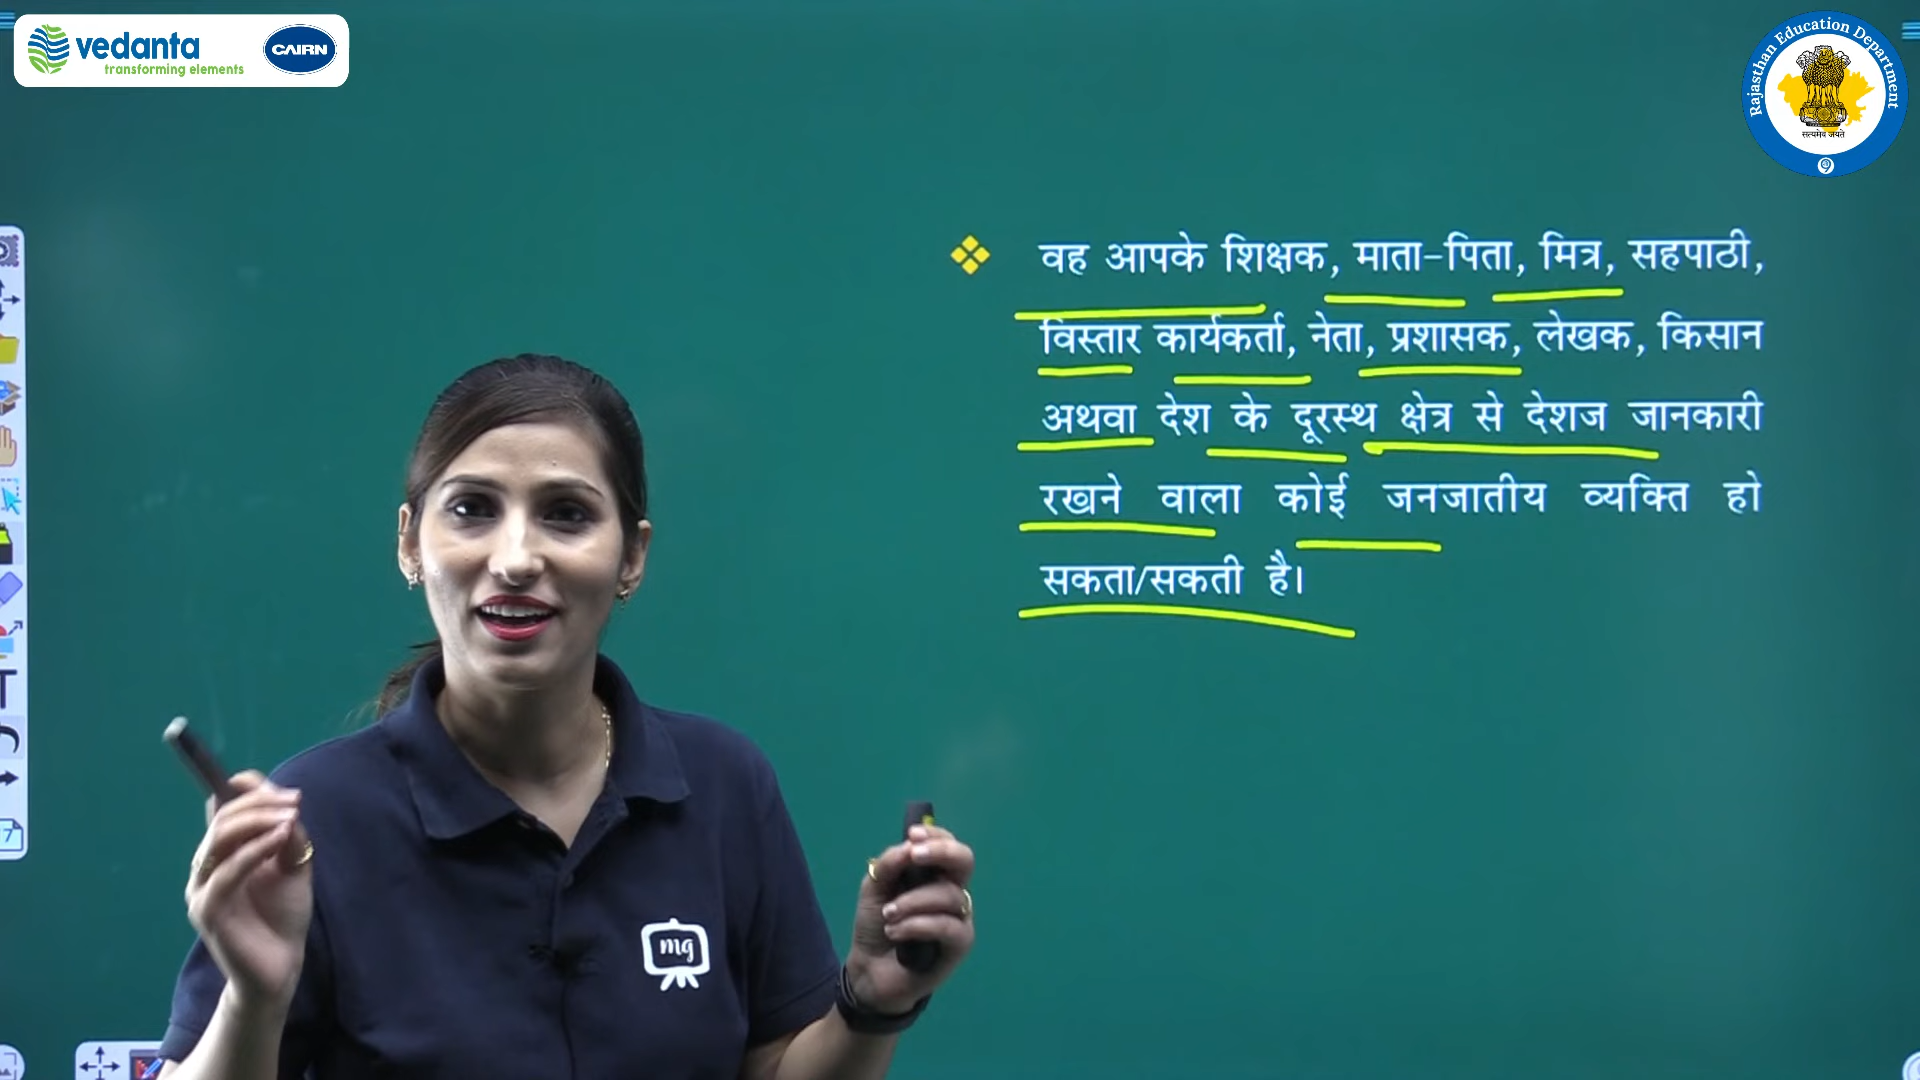 vedanta
transforming elements
CAIRN
Rajasthan Education Department
सत्यमेव जयते
वह आपके शिक्षक, माता-पिता, मित्र, सहपाठी,
विस्तार कार्यकर्ता, नेता, प्रशासक, लेखक, किसान
अथवा देश के दूरस्थ क्षेत्र से देशज जानकारी
रखने वाला कोई जनजातीय व्यक्ति हो
सकता/सकती है।
mg
T
7